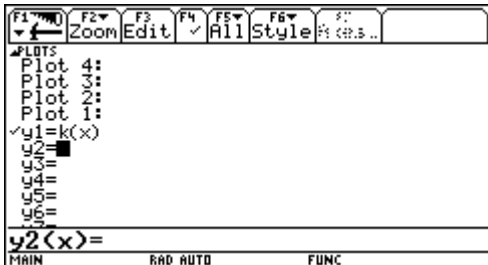 F1 F2 F3 F4 F5 F6
Zoom Edit ✓ All Style
PLOTS
Plot 4:
Plot 3:
Plot 2:
Plot 1:
✓y1=k(x)
y2=
y3=
y4=
y5=
y6=
y2(x)=
MAIN RAD AUTO FUNC